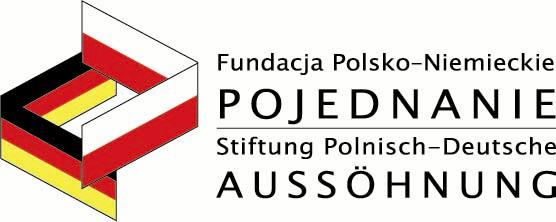 Fundacja Polsko-Niemieckie
POJEDNANIE
Stiftung Polnisch-Deutsche
AUSSÖHNUNG